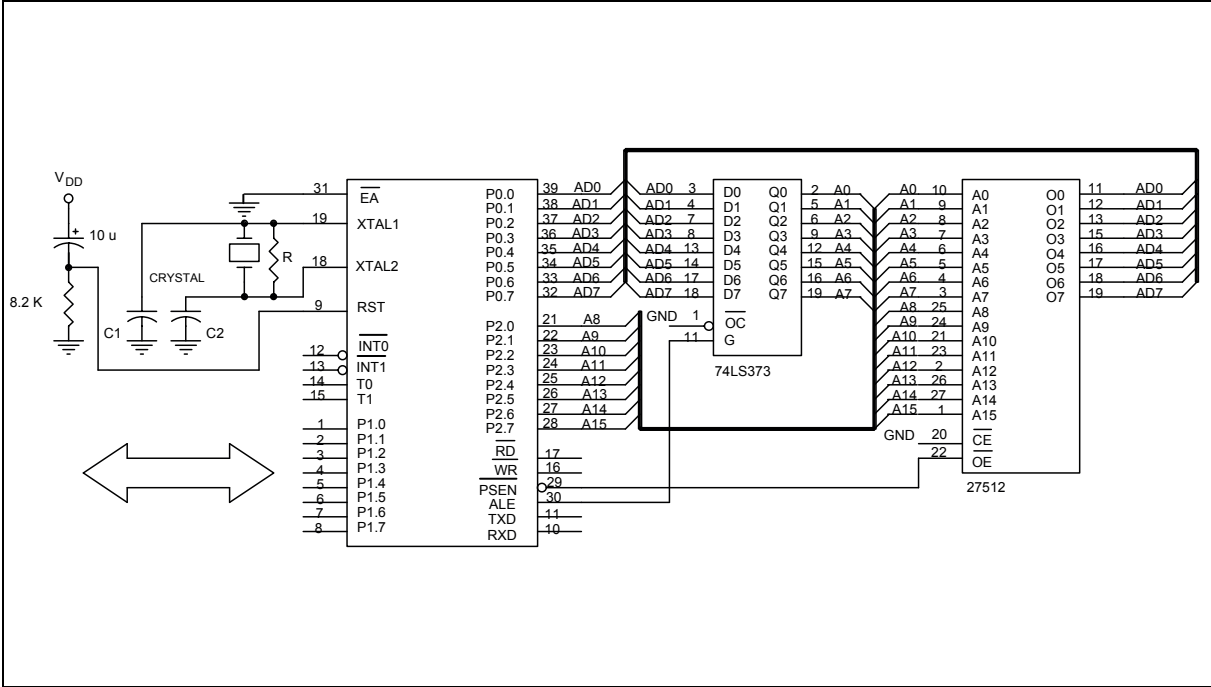 VDD
10 u
8.2 K
C1
C2
CRYSTAL
R
31 EA
19 XTAL1
18 XTAL2
9 RST
12 INT0
13 INT1
14 T0
15 T1
1 P1.0
2 P1.1
3 P1.2
4 P1.3
5 P1.4
6 P1.5
7 P1.6
8 P1.7
P0.0 39 AD0
P0.1 38 AD1
P0.2 37 AD2
P0.3 36 AD3
P0.4 35 AD4
P0.5 34 AD5
P0.6 33 AD6
P0.7 32 AD7
P2.0 21 A8
P2.1 22 A9
P2.2 23 A10
P2.3 24 A11
P2.4 25 A12
P2.5 26 A13
P2.6 27 A14
P2.7 28 A15
RD 17
WR 16
PSEN 29
ALE 30
TXD 11
RXD 10
AD0 3 D0 Q0 2 A0
AD1 4 D1 Q1 5 A1
AD2 7 D2 Q2 6 A2
AD3 8 D3 Q3 9 A3
AD4 13 D4 Q4 12 A4
AD5 14 D5 Q5 15 A5
AD6 17 D6 Q6 16 A6
AD7 18 D7 Q7 19 A7
GND 1 OC
11 G
74LS373
A0 10 A0 O0 11 AD0
A1 9 A1 O1 12 AD1
A2 8 A2 O2 13 AD2
A3 7 A3 O3 15 AD3
A4 6 A4 O4 16 AD4
A5 5 A5 O5 17 AD5
A6 4 A6 O6 18 AD6
A7 3 A7 O7 19 AD7
A8 25 A8
A9 24 A9
A10 21 A10
A11 23 A11
A12 2 A12
A13 26 A13
A14 27 A14
A15 1 A15
GND 20 CE
22 OE
27512